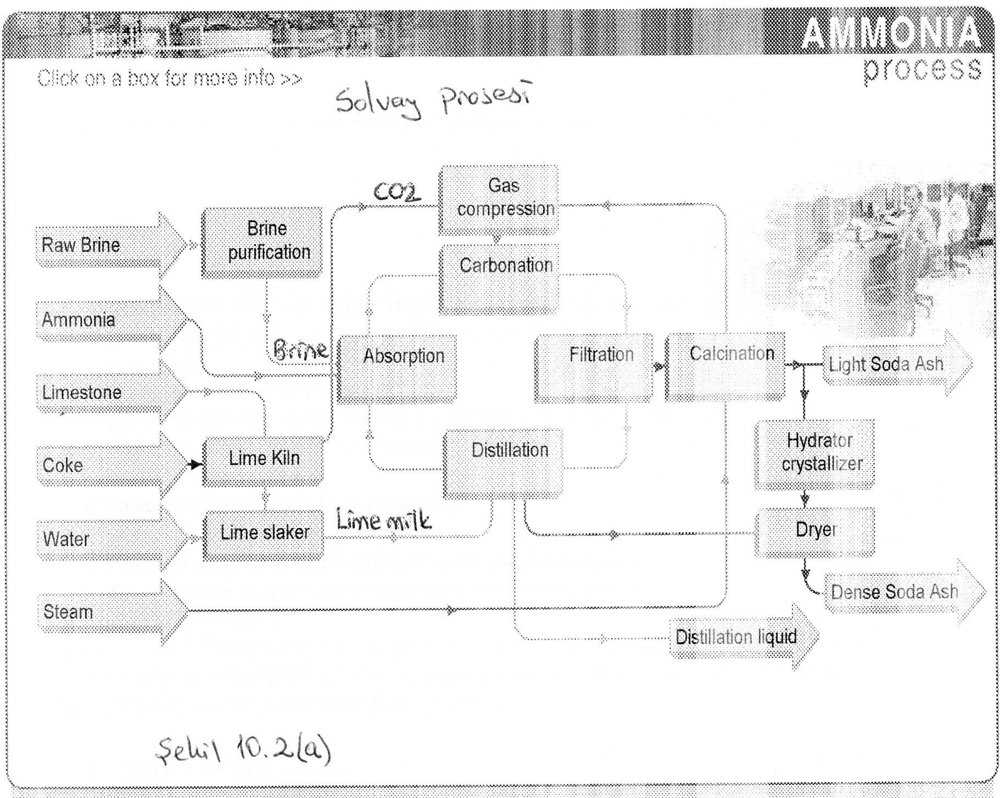 AMMONIA
process
Click on a box for more info >>
Solvay prosesi
CO2
Gas
compression
Raw Brine
Brine
purification
Carbonation
Ammonia
Brine
Absorption
Filtration
Calcination
Light Soda Ash
Limestone
Coke
Lime Kiln
Distillation
Hydrator
crystallizer
Water
Lime slaker
Lime milk
Dryer
Steam
Dense Soda Ash
Distillation liquid
Şekil 10.2(a)